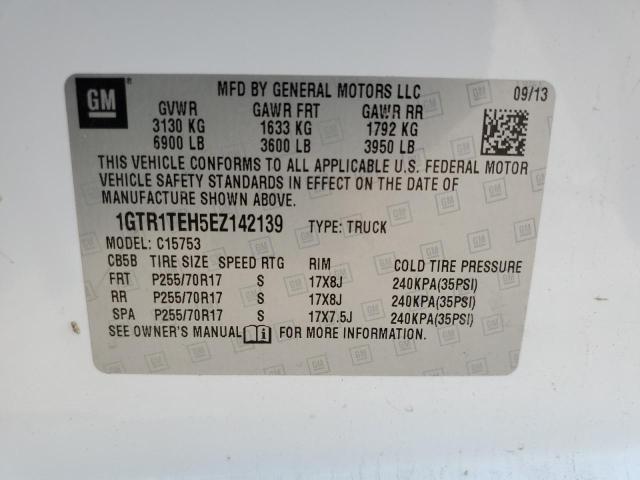 GM
MFD BY GENERAL MOTORS LLC 09/13
GVWR GAWR FRT GAWR RR
3130 KG 1633 KG 1792 KG
6900 LB 3600 LB 3950 LB
THIS VEHICLE CONFORMS TO ALL APPLICABLE U.S. FEDERAL MOTOR
VEHICLE SAFETY STANDARDS IN EFFECT ON THE DATE OF
MANUFACTURE SHOWN ABOVE.
1GTR1TEH5EZ142139 TYPE: TRUCK
MODEL: C15753
CB5B TIRE SIZE SPEED RTG RIM COLD TIRE PRESSURE
FRT P255/70R17 S 17X8J 240KPA(35PSI)
RR P255/70R17 S 17X8J 240KPA(35PSI)
SPA P255/70R17 S 17X7.5J 240KPA(35PSI)
SEE OWNER'S MANUAL FOR MORE INFORMATION.